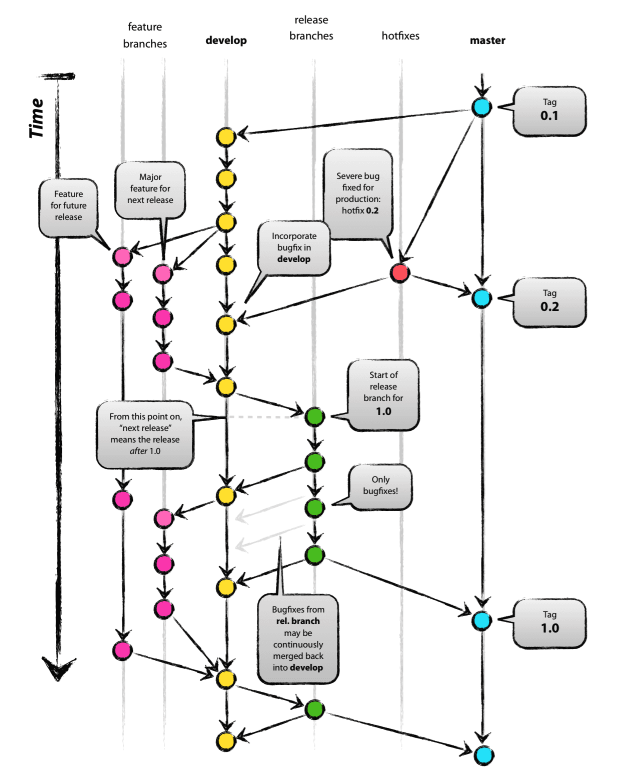 feature
branches
develop
release
branches
hotfixes
master
Time
Tag
0.1
Feature
for future
release
Major
feature for
next release
Severe bug
fixed for
production:
hotfix 0.2
Incorporate
bugfix in
develop
Tag
0.2
Start of
release
branch for
1.0
From this point on,
“next release”
means the release
after 1.0
Only
bugfixes!
Bugfixes from
rel. branch
may be
continuously
merged back
into develop
Tag
1.0